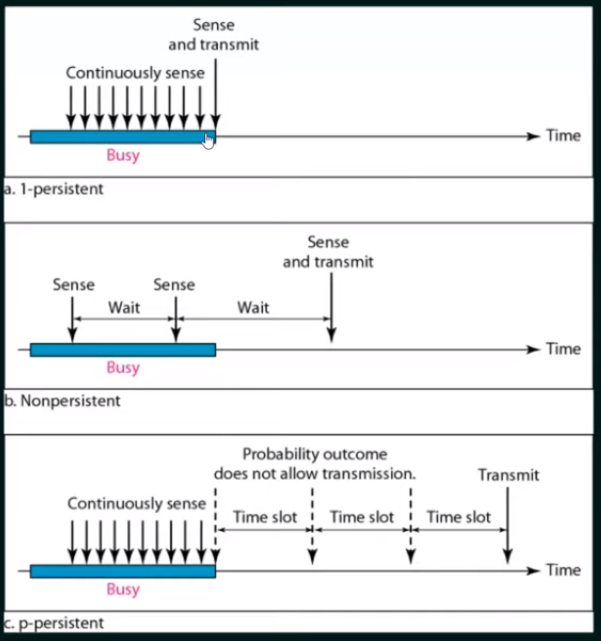 Sense
and transmit
Continuously sense
Time
Busy
a. 1-persistent
Sense
and transmit
Sense
Sense
Wait
Wait
Time
Busy
b. Nonpersistent
Probability outcome
does not allow transmission.
Transmit
Continuously sense
Time slot
Time slot
Time slot
Time
Busy
c. p-persistent